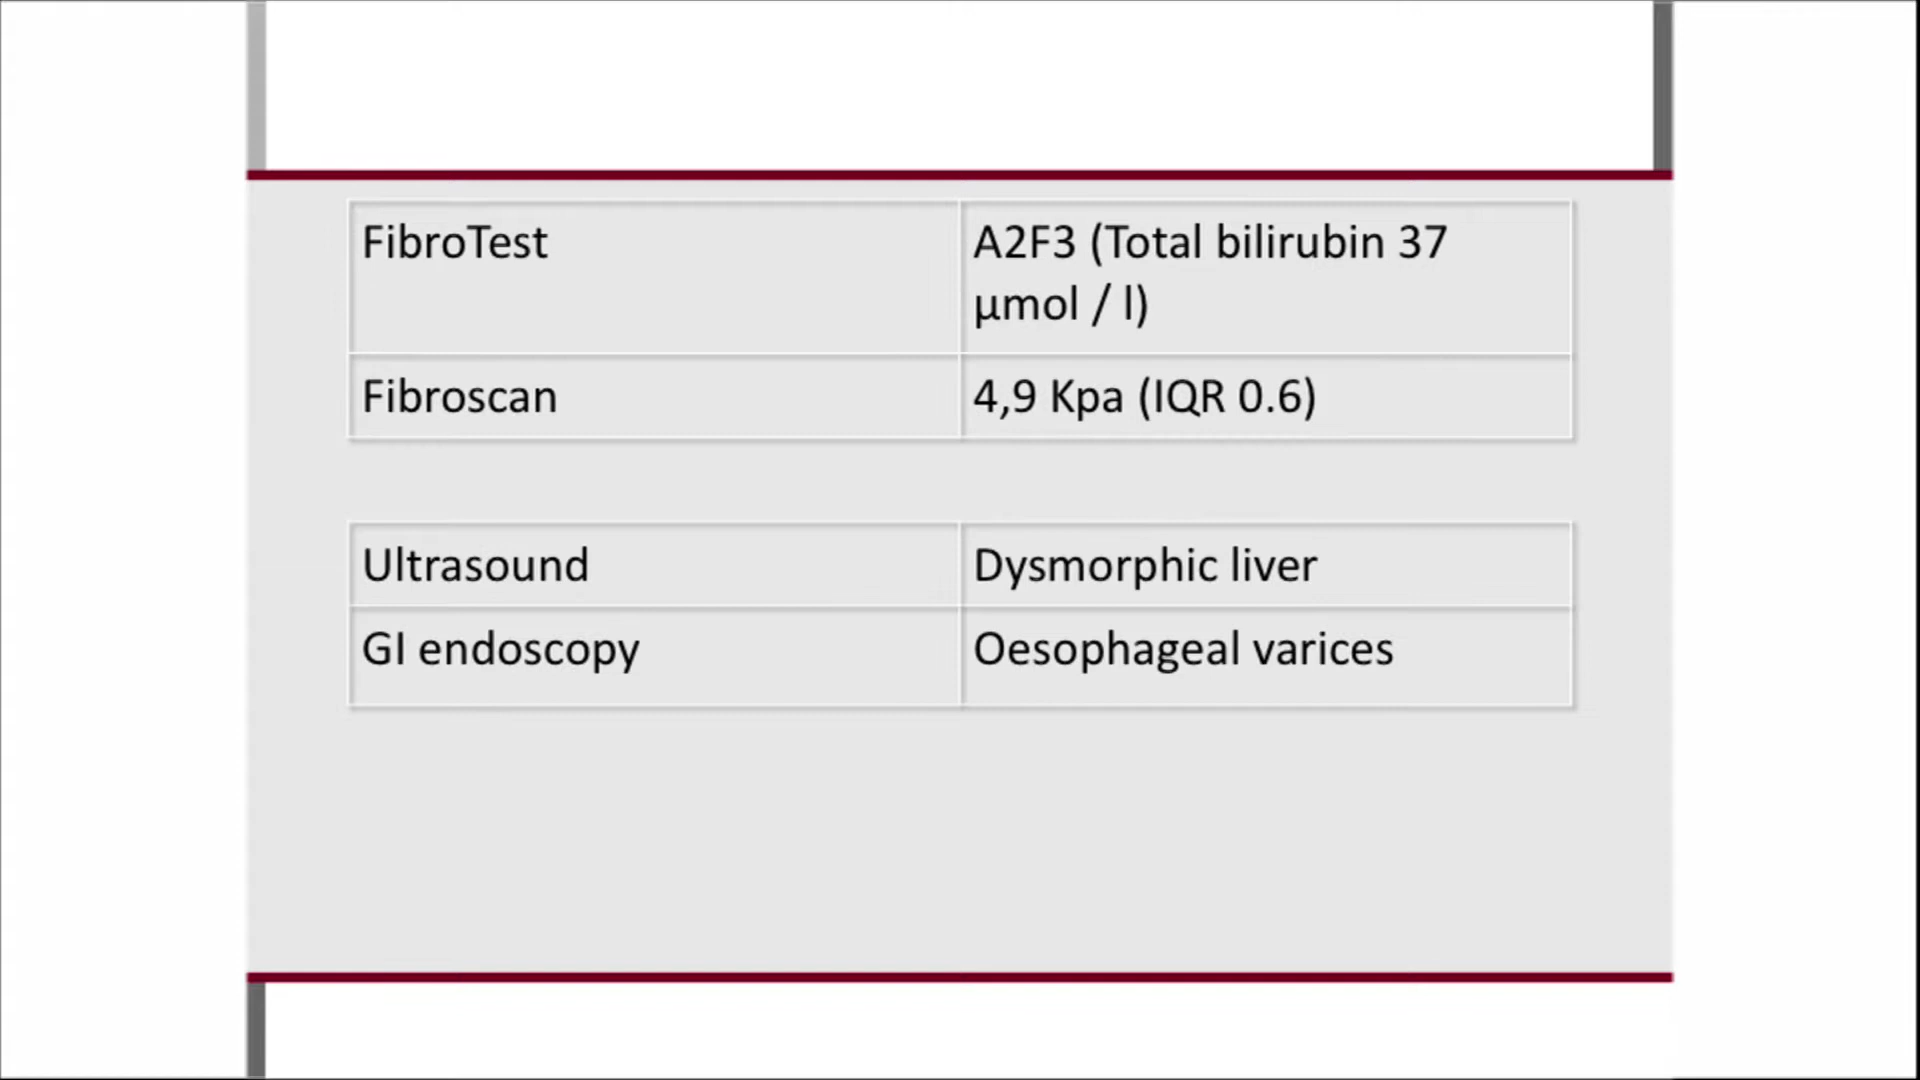 FibroTest
A2F3 (Total bilirubin 37
µmol / l)
Fibroscan
4,9 Kpa (IQR 0.6)
Ultrasound
Dysmorphic liver
GI endoscopy
Oesophageal varices